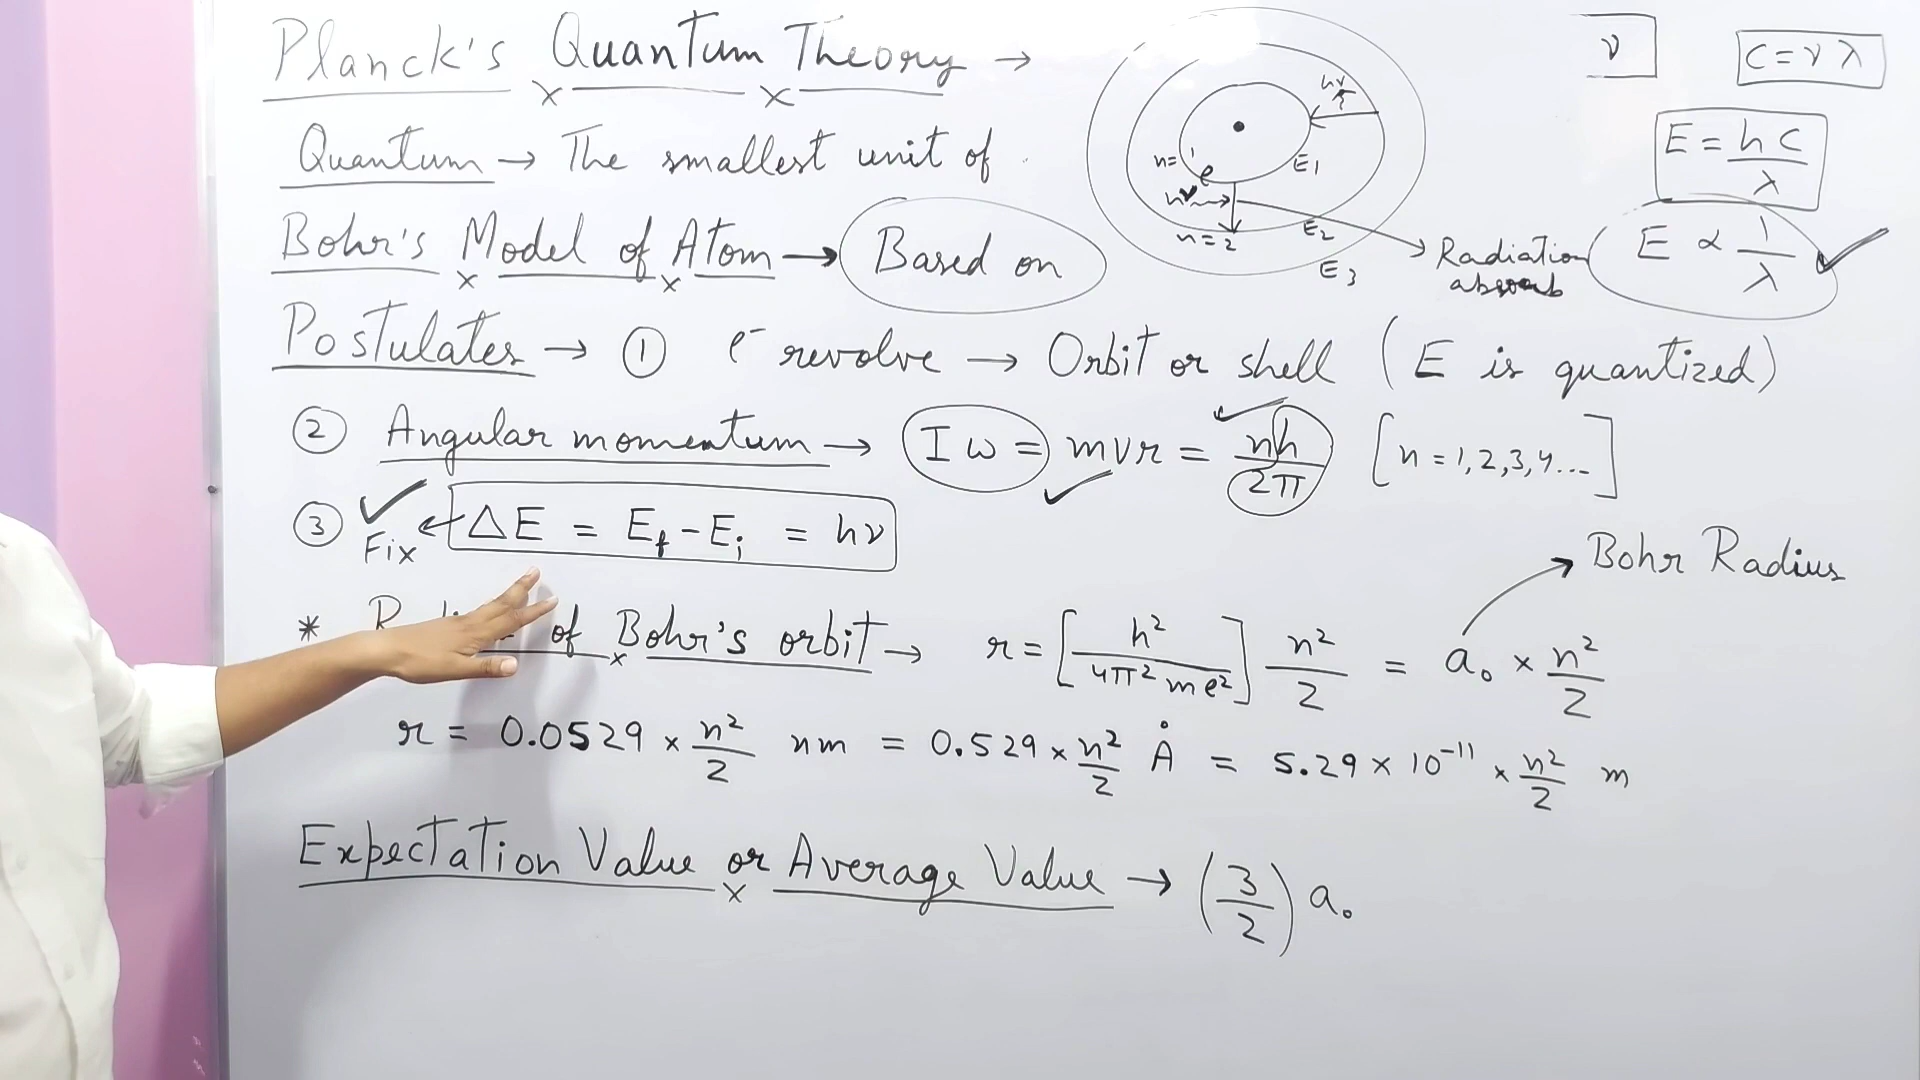 Planck's Quantum Theory →
ν
C = ν λ
Quantum → The smallest unit of
E = hC/λ
E ∝ 1/λ
hν
n = 1
e
E1
hν
n = 2
E2
E3
Radiation
absorb
Bohr's Model of Atom → Based on
Postulates → ① e⁻ revolve → Orbit or shell (E is quantized)
② Angular momentum → Iω = mvr = nh/2π [n = 1,2,3,4...]
③ Fix ← ΔE = Ef - Ei = hν
Bohr Radius
* of Bohr's orbit → r = [h²/4π²me²] n²/Z = a₀ × n²/Z
r = 0.0529 × n²/Z nm = 0.529 × n²/Z Å = 5.29 × 10⁻¹¹ × n²/Z m
Expectation Value or Average Value → (3/2) a₀